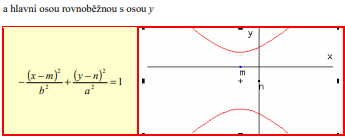 a hlavní osou rovnoběžnou s osou y
−(x−m)²/b² + (y−n)²/a² = 1
y
x
m
n